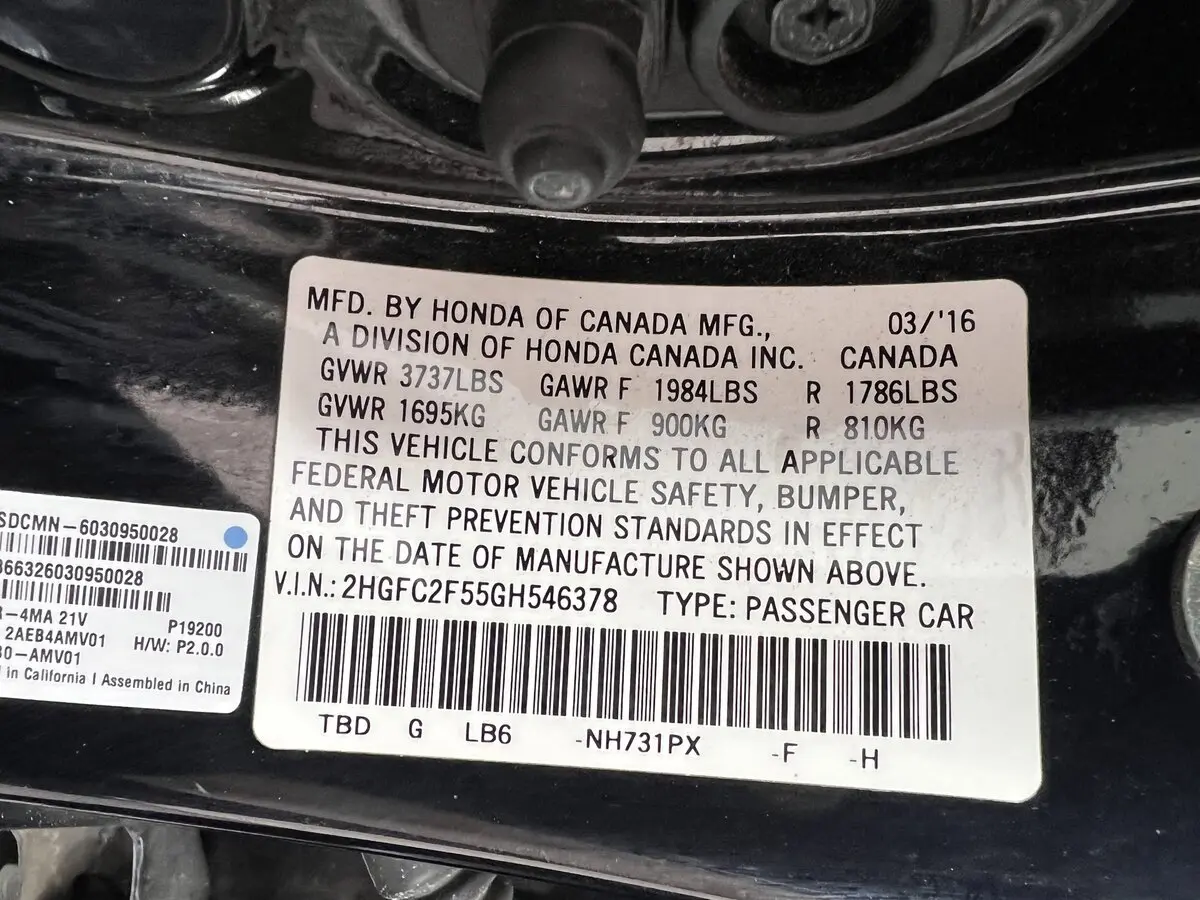 MFD. BY HONDA OF CANADA MFG., 03/'16
A DIVISION OF HONDA CANADA INC. CANADA
GVWR 3737LBS GAWR F 1984LBS R 1786LBS
GVWR 1695KG GAWR F 900KG R 810KG
THIS VEHICLE CONFORMS TO ALL APPLICABLE
FEDERAL MOTOR VEHICLE SAFETY, BUMPER,
AND THEFT PREVENTION STANDARDS IN EFFECT
ON THE DATE OF MANUFACTURE SHOWN ABOVE.
V.I.N.: 2HGFC2F55GH546378 TYPE: PASSENGER CAR
TBD G LB6 -NH731PX -F -H
SDCMN-6030950028
366326030950028
R-4MA 21V P19200
2AEB4AMV01 H/W: P2.0.0
30-AMV01
in California I Assembled in China